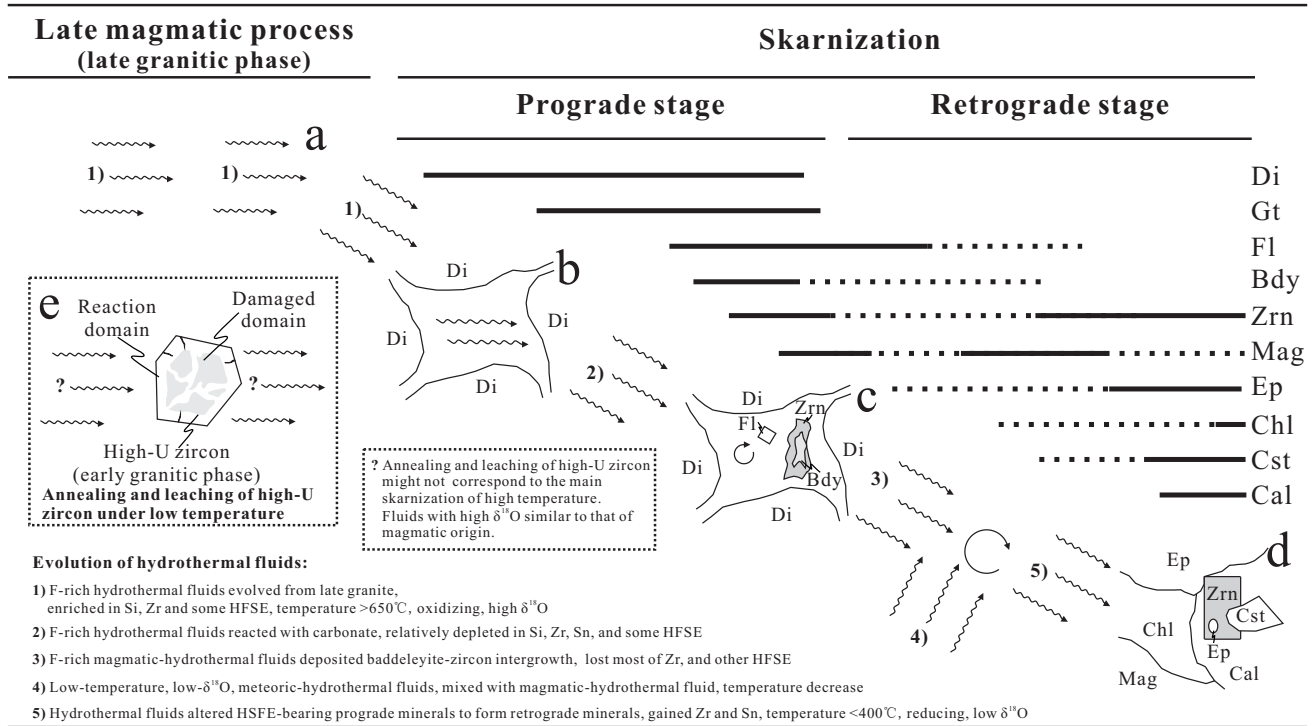 Late magmatic process
(late granitic phase)
Skarnization
Prograde stage
Retrograde stage
a
1)
1)
1)
Di
Gt
Fl
Bdy
Zrn
Mag
Ep
Chl
Cst
Cal
b
Di
Di
Di
Di
2)
e
Reaction
domain
Damaged
domain
?
?
High-U zircon
(early granitic phase)
Annealing and leaching of high-U
zircon under low temperature
? Annealing and leaching of high-U zircon
might not correspond to the main
skarnization of high temperature.
Fluids with high δ¹⁸O similar to that of
magmatic origin.
c
Di
Zrn
Fl
Di
Di
Bdy
Di
3)
4)
5)
d
Ep
Zrn
Cst
Chl
Ep
Mag
Cal
Evolution of hydrothermal fluids:
1) F-rich hydrothermal fluids evolved from late granite,
enriched in Si, Zr and some HFSE, temperature >650℃, oxidizing, high δ¹⁸O
2) F-rich hydrothermal fluids reacted with carbonate, relatively depleted in Si, Zr, Sn, and some HFSE
3) F-rich magmatic-hydrothermal fluids deposited baddeleyite-zircon intergrowth, lost most of Zr, and other HFSE
4) Low-temperature, low-δ¹⁸O, meteoric-hydrothermal fluids, mixed with magmatic-hydrothermal fluid, temperature decrease
5) Hydrothermal fluids altered HSFE-bearing prograde minerals to form retrograde minerals, gained Zr and Sn, temperature <400℃, reducing, low δ¹⁸O